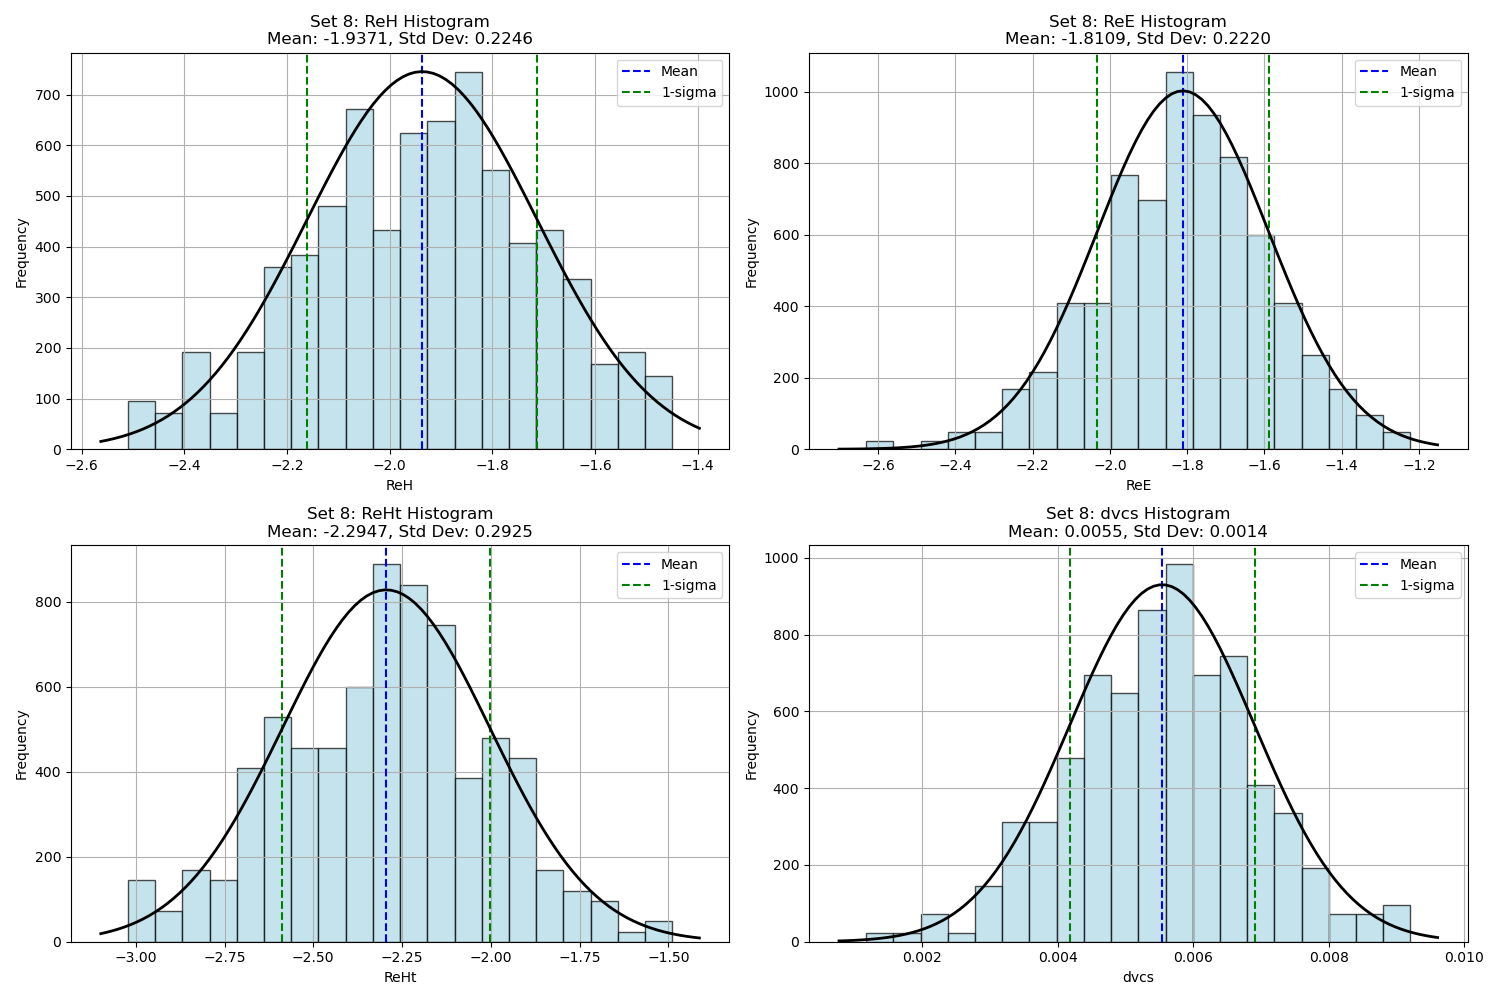 Set 8: ReH Histogram
Mean: -1.9371, Std Dev: 0.2246
Mean
1-sigma
Frequency
700
600
500
400
300
200
100
0
−2.6
−2.4
−2.2
−2.0
−1.8
−1.6
−1.4
ReH
Set 8: ReE Histogram
Mean: -1.8109, Std Dev: 0.2220
Mean
1-sigma
Frequency
1000
800
600
400
200
0
−2.6
−2.4
−2.2
−2.0
−1.8
−1.6
−1.4
−1.2
ReE
Set 8: ReHt Histogram
Mean: -2.2947, Std Dev: 0.2925
Mean
1-sigma
Frequency
800
600
400
200
0
−3.00
−2.75
−2.50
−2.25
−2.00
−1.75
−1.50
ReHt
Set 8: dvcs Histogram
Mean: 0.0055, Std Dev: 0.0014
Mean
1-sigma
Frequency
1000
800
600
400
200
0
0.002
0.004
0.006
0.008
0.010
dvcs